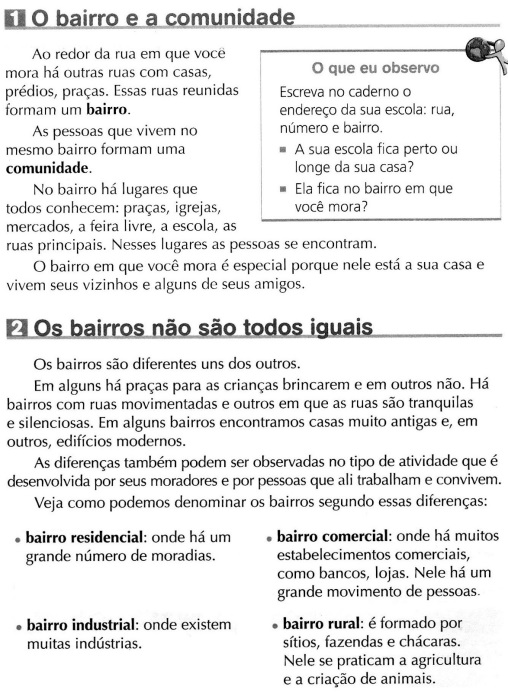 1 O bairro e a comunidade
Ao redor da rua em que você
mora há outras ruas com casas,
prédios, praças. Essas ruas reunidas
formam um bairro.
As pessoas que vivem no
mesmo bairro formam uma
comunidade.
No bairro há lugares que
todos conhecem: praças, igrejas,
mercados, a feira livre, a escola, as
ruas principais. Nesses lugares as pessoas se encontram.
O bairro em que você mora é especial porque nele está a sua casa e
vivem seus vizinhos e alguns de seus amigos.
O que eu observo
Escreva no caderno o
endereço da sua escola: rua,
número e bairro.
▪ A sua escola fica perto ou
longe da sua casa?
▪ Ela fica no bairro em que
você mora?
2 Os bairros não são todos iguais
Os bairros são diferentes uns dos outros.
Em alguns há praças para as crianças brincarem e em outros não. Há
bairros com ruas movimentadas e outros em que as ruas são tranquilas
e silenciosas. Em alguns bairros encontramos casas muito antigas e, em
outros, edifícios modernos.
As diferenças também podem ser observadas no tipo de atividade que é
desenvolvida por seus moradores e por pessoas que ali trabalham e convivem.
Veja como podemos denominar os bairros segundo essas diferenças:
• bairro residencial: onde há um
grande número de moradias.
• bairro comercial: onde há muitos
estabelecimentos comerciais,
como bancos, lojas. Nele há um
grande movimento de pessoas.
• bairro industrial: onde existem
muitas indústrias.
• bairro rural: é formado por
sítios, fazendas e chácaras.
Nele se praticam a agricultura
e a criação de animais.